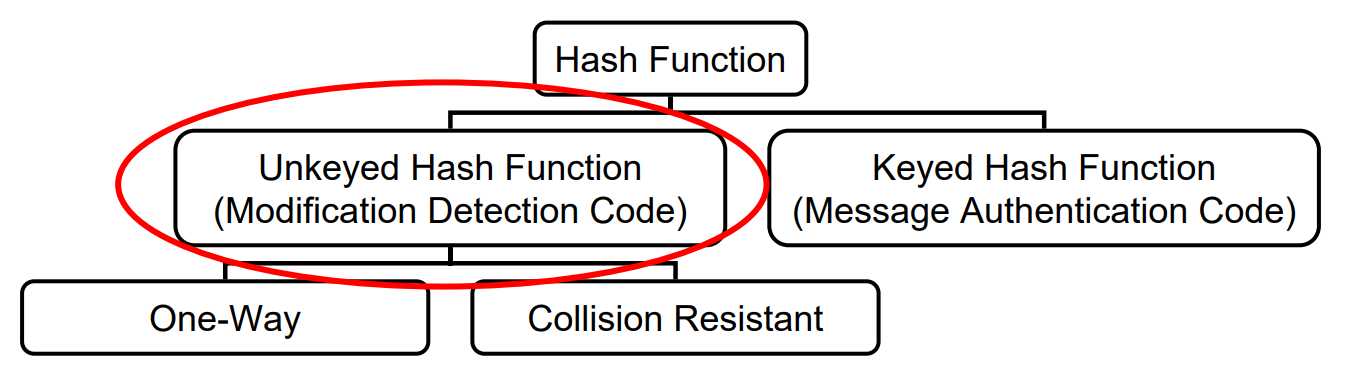 Hash Function
Unkeyed Hash Function
(Modification Detection Code)
Keyed Hash Function
(Message Authentication Code)
One-Way
Collision Resistant